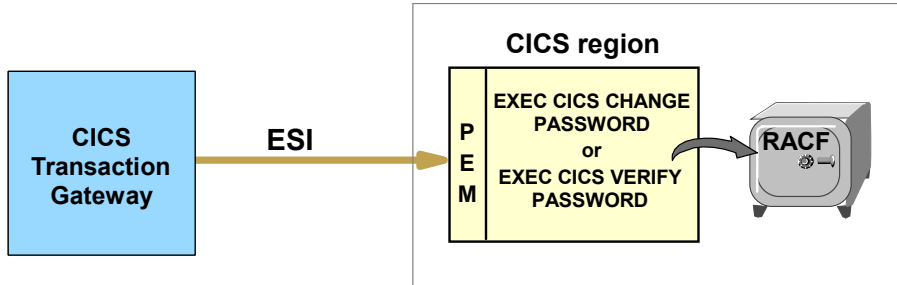 CICS region
CICS
Transaction
Gateway
ESI
P
E
M
EXEC CICS CHANGE
PASSWORD
or
EXEC CICS VERIFY
PASSWORD
RACF